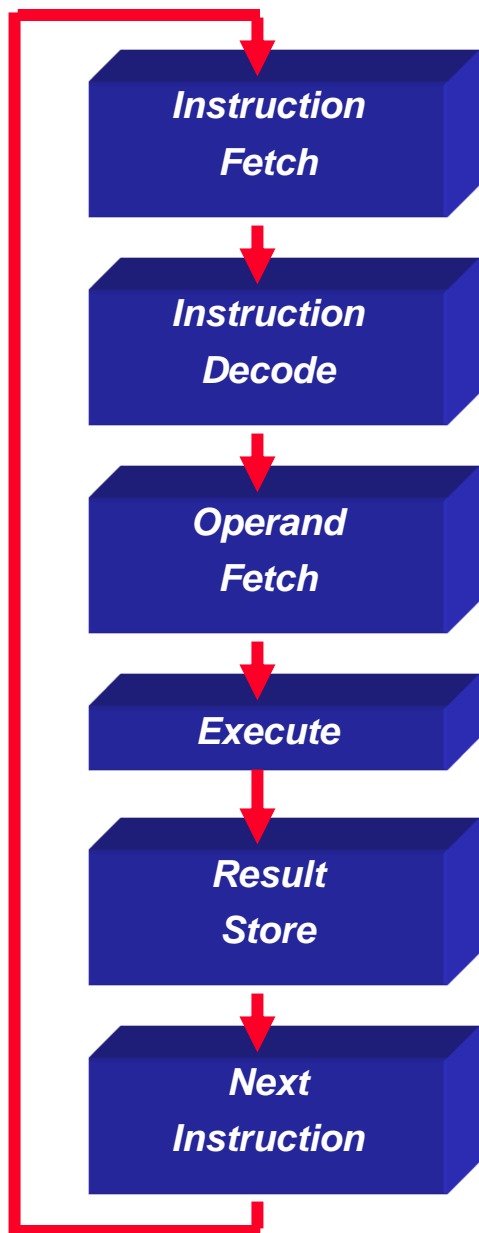 Instruction
Fetch
Instruction
Decode
Operand
Fetch
Execute
Result
Store
Next
Instruction